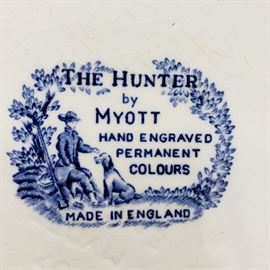 THE HUNTER
by
MYOTT
HAND ENGRAVED
PERMANENT
COLOURS
MADE IN ENGLAND